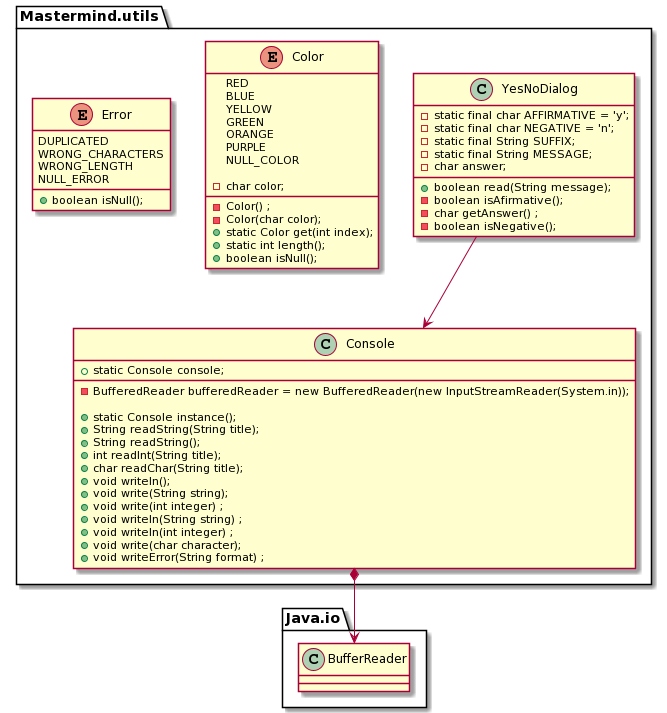 Mastermind.utils
E Error
DUPLICATED
WRONG_CHARACTERS
WRONG_LENGTH
NULL_ERROR
boolean isNull();
E Color
RED
BLUE
YELLOW
GREEN
ORANGE
PURPLE
NULL_COLOR
char color;
Color() ;
Color(char color);
static Color get(int index);
static int length();
boolean isNull();
C YesNoDialog
static final char AFFIRMATIVE = 'y';
static final char NEGATIVE = 'n';
static final String SUFFIX;
static final String MESSAGE;
char answer;
boolean read(String message);
boolean isAfirmative();
char getAnswer() ;
boolean isNegative();
C Console
static Console console;
BufferedReader bufferedReader = new BufferedReader(new InputStreamReader(System.in));
static Console instance();
String readString(String title);
String readString();
int readInt(String title);
char readChar(String title);
void writeln();
void write(String string);
void write(int integer) ;
void writeln(String string) ;
void writeln(int integer) ;
void write(char character);
void writeError(String format) ;
Java.io
C BufferReader